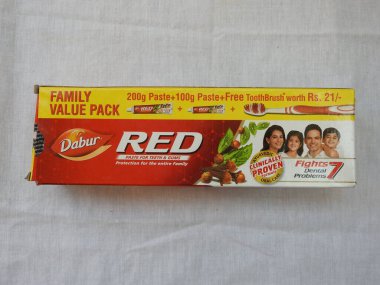 FAMILY
VALUE PACK
200g Paste+100g Paste+Free ToothBrush* worth Rs. 21/-
+ +
Dabur
RED
PASTE FOR TEETH & GUMS
Protection for the entire Family
CLINICALLY
PROVEN
Fights
Dental
Problems
7